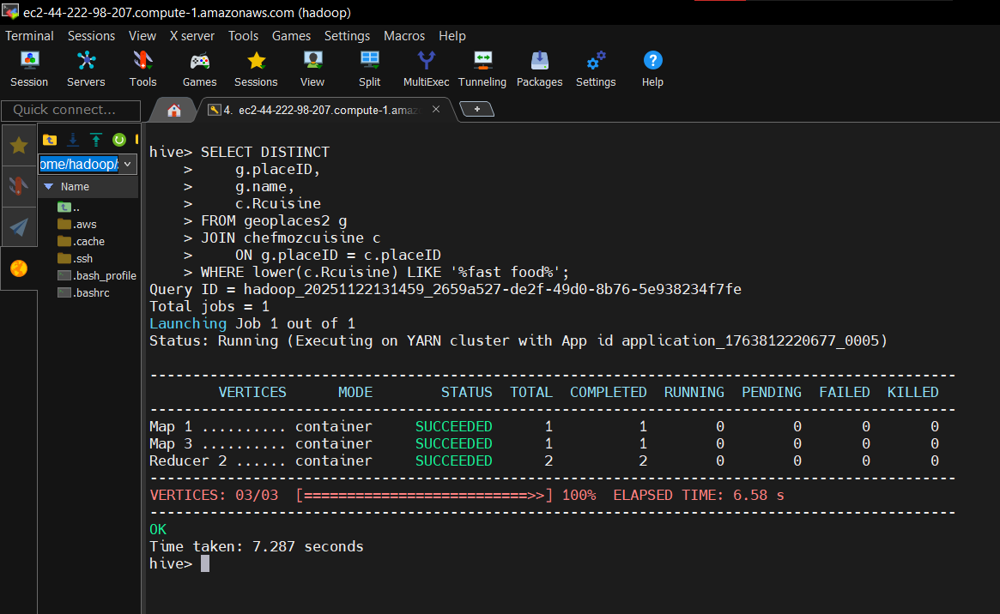 ec2-44-222-98-207.compute-1.amazonaws.com (hadoop)
Terminal Sessions View X server Tools Games Settings Macros Help
Session Servers Tools Games Sessions View Split MultiExec Tunneling Packages Settings Help
Quick connect...
4. ec2-44-222-98-207.compute-1.amaz
ome/hadoop/
Name
..
.aws
.cache
.ssh
.bash_profile
.bashrc
hive> SELECT DISTINCT
    >     g.placeID,
    >     g.name,
    >     c.Rcuisine
    > FROM geoplaces2 g
    > JOIN chefmozcuisine c
    >     ON g.placeID = c.placeID
    > WHERE lower(c.Rcuisine) LIKE '%fast food%';
Query ID = hadoop_20251122131459_2659a527-de2f-49d0-8b76-5e938234f7fe
Total jobs = 1
Launching Job 1 out of 1
Status: Running (Executing on YARN cluster with App id application_1763812220677_0005)
----------------------------------------------------------------------------------------------
        VERTICES      MODE        STATUS  TOTAL  COMPLETED  RUNNING  PENDING  FAILED  KILLED
----------------------------------------------------------------------------------------------
Map 1 .......... container     SUCCEEDED      1          1        0        0       0       0
Map 3 .......... container     SUCCEEDED      1          1        0        0       0       0
Reducer 2 ...... container     SUCCEEDED      2          2        0        0       0       0
----------------------------------------------------------------------------------------------
VERTICES: 03/03  [==========================>>] 100%  ELAPSED TIME: 6.58 s
----------------------------------------------------------------------------------------------
OK
Time taken: 7.287 seconds
hive>